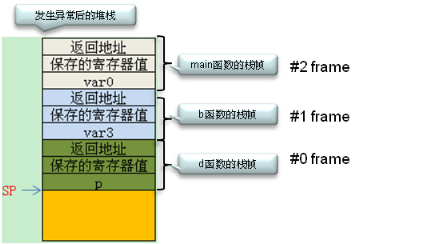 发生异常后的堆栈
返回地址
保存的寄存器值
var0
main函数的栈帧
#2 frame
返回地址
保存的寄存器值
var3
b函数的栈帧
#1 frame
返回地址
保存的寄存器值
p
d函数的栈帧
#0 frame
SP